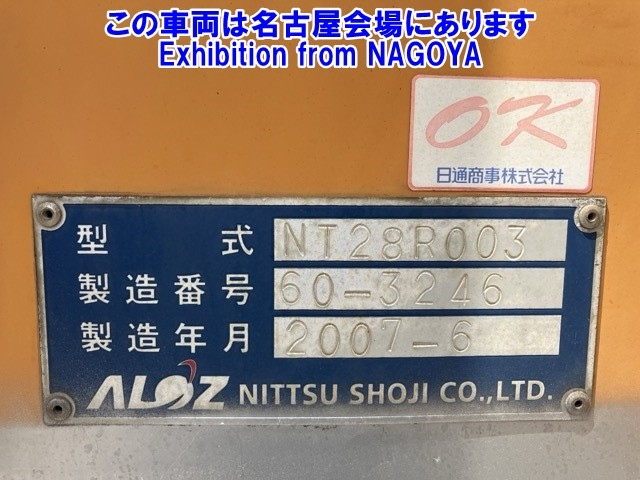 この車両は名古屋会場にあります
Exhibition from NAGOYA
OK
日通商事株式会社
型式 NT28R003
製造番号 60-3246
製造年月 2007-6
ALOZ NITTSU SHOJI CO.,LTD.